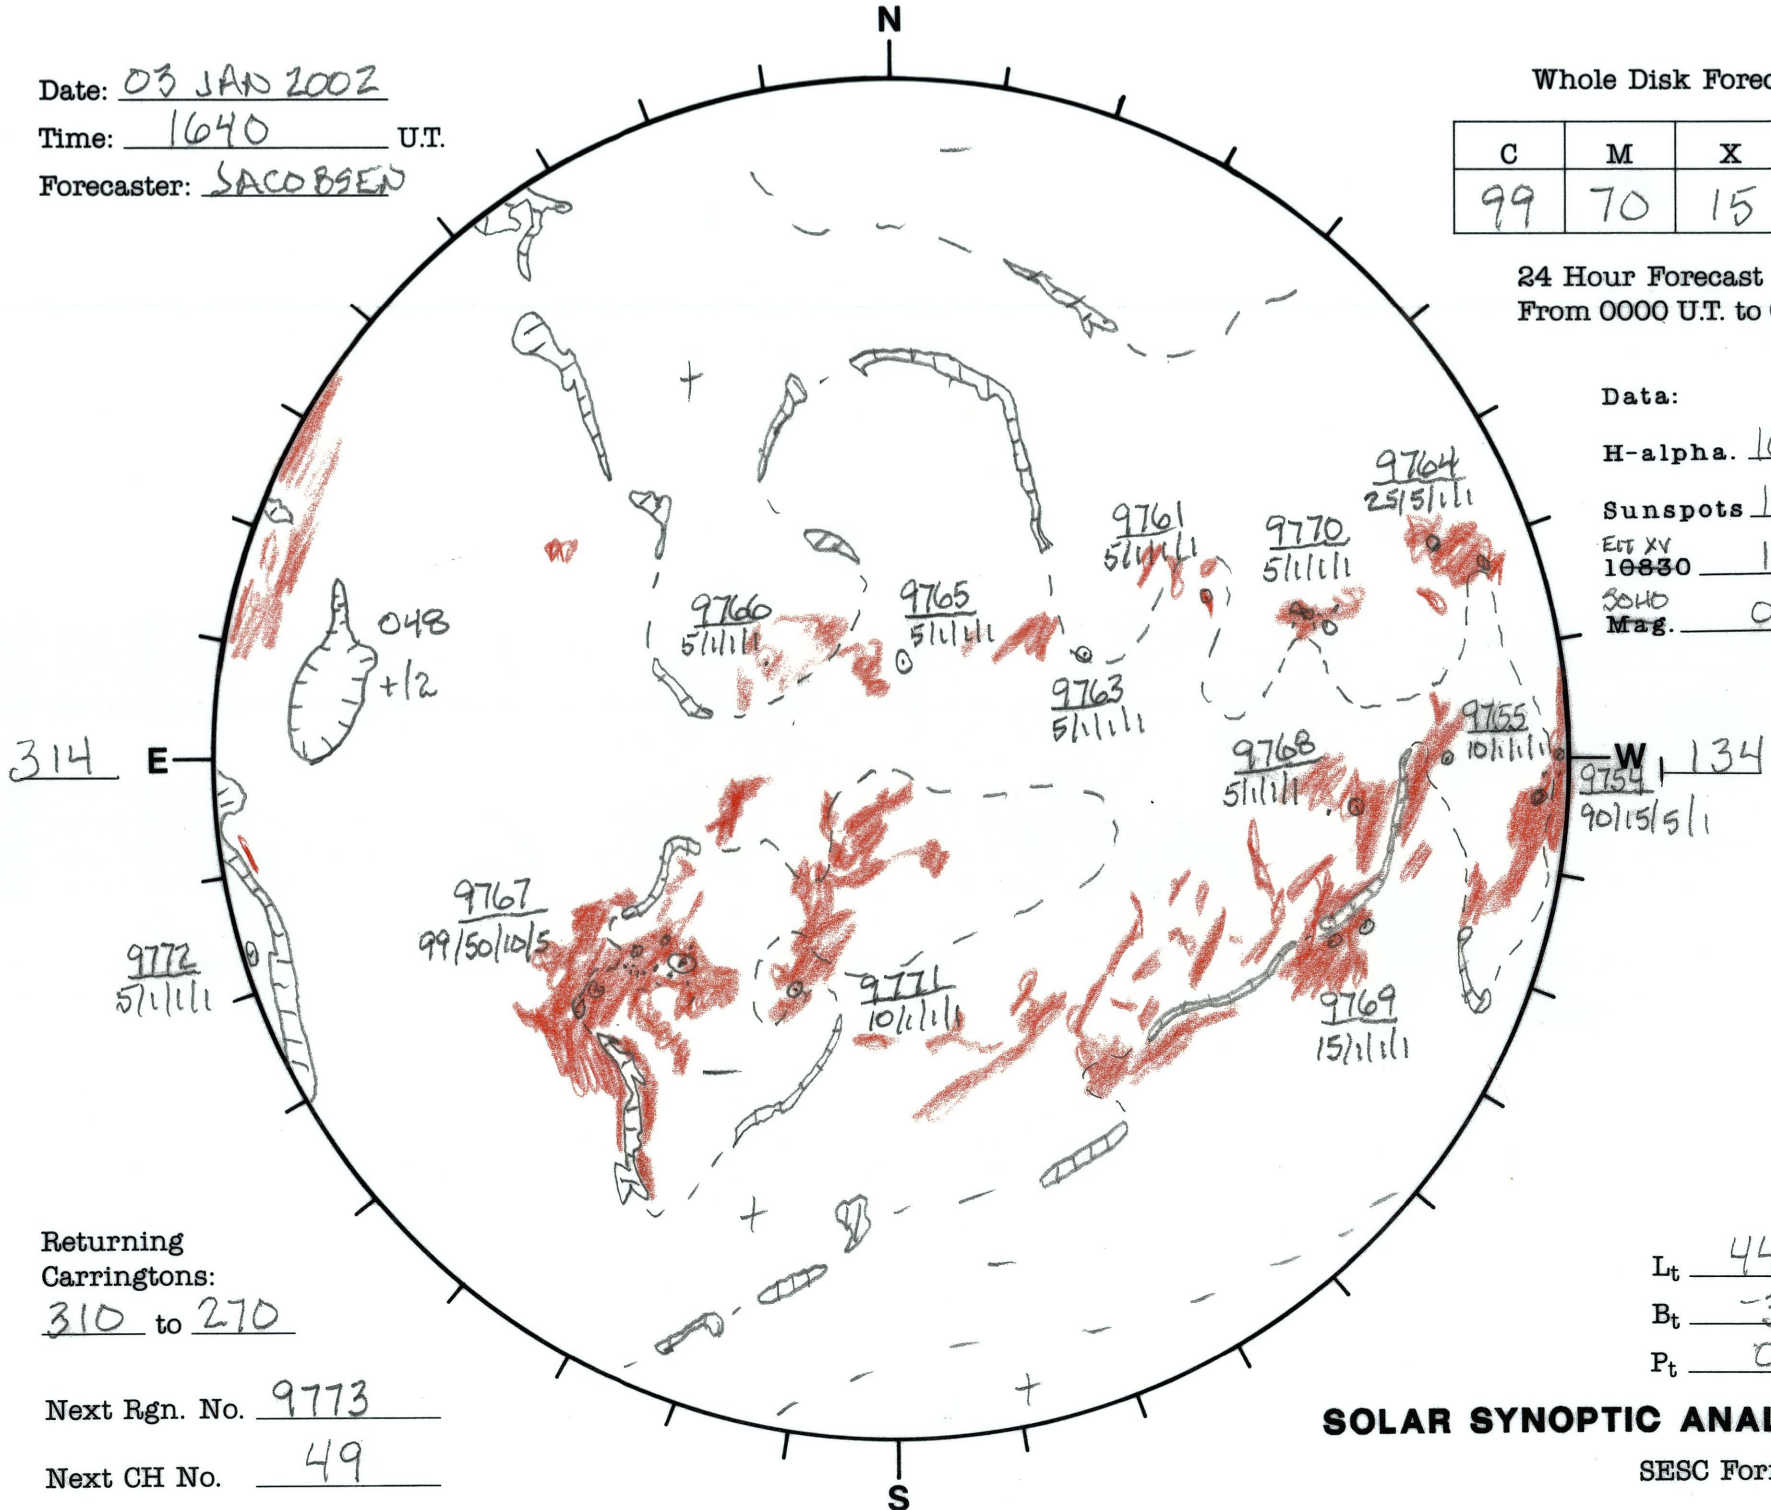 N
Date: 03 JAN 2002
Time: 1640 U.T.
Forecaster: JACOBSEN
Whole Disk Forec
C M X
99 70 15
24 Hour Forecast
From 0000 U.T. to
Data:
H-alpha.
Sunspots
EIT XV
10830
SOHO
Mag.
9764
25/5/1/1
9761
5/1/1/1
9770
5/1/1/1
9765
5/1/1/1
9766
5/1/1/1
048
+12
9763
5/1/1/1
9755
10/1/1/1
9768
5/1/1/1
314 E
W 134
9754
90/15/5/1
9767
99/50/10/5
9772
5/1/1/1
9771
10/1/1/1
9769
15/1/1/1
Returning
Carringtons:
310 to 270
Next Rgn. No. 9773
Next CH No. 49
Lt 44
Bt -3
Pt 0
SOLAR SYNOPTIC ANAL
SESC For
S